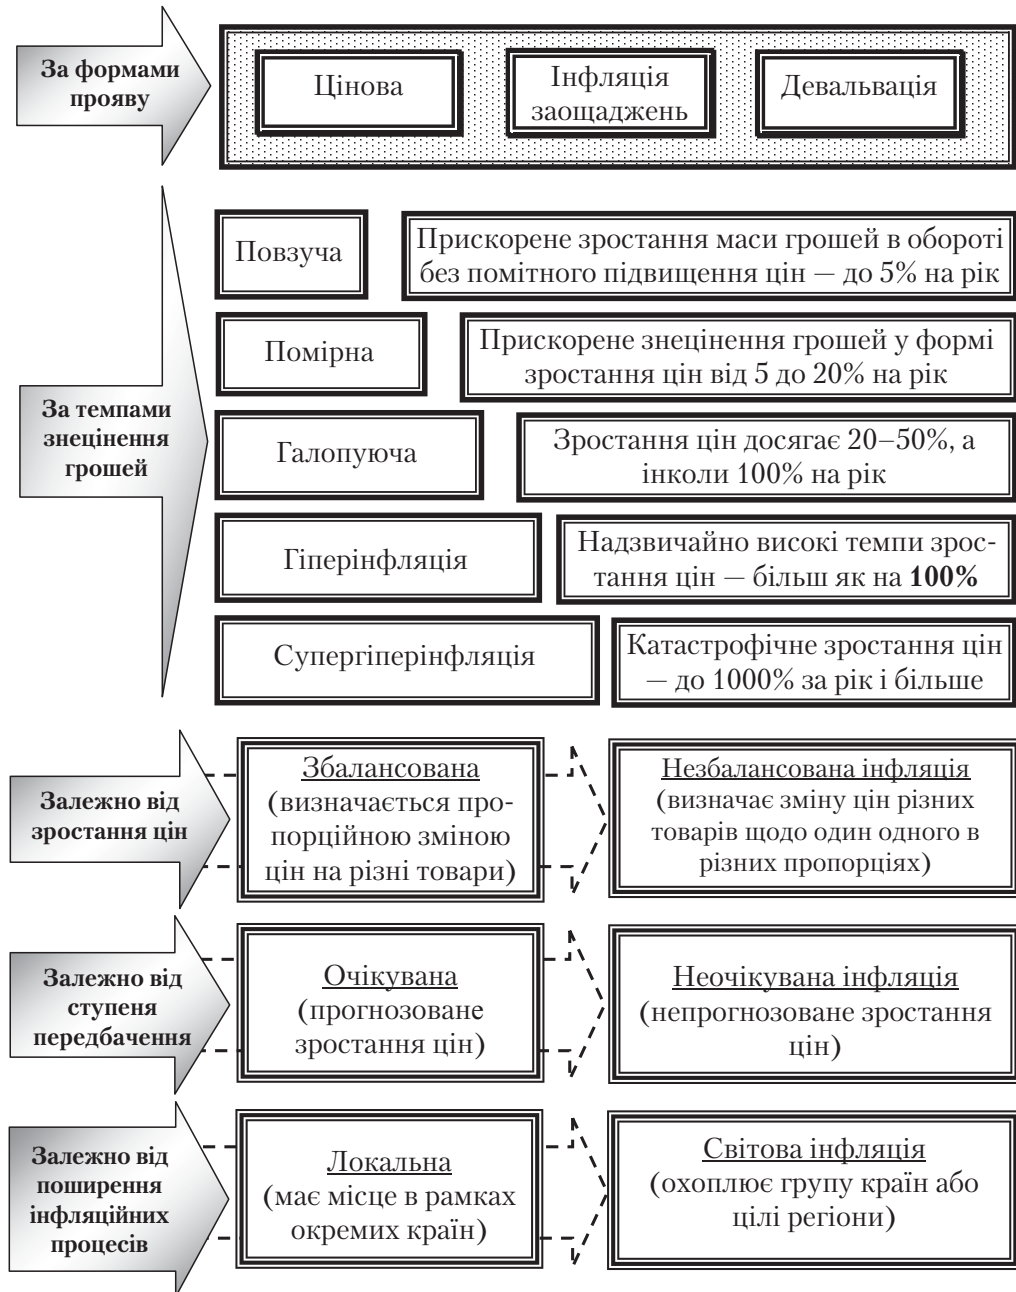 За формами
прояву
Цінова
Інфляція
заощаджень
Девальвація
За темпами
знецінення
грошей
Повзуча
Прискорене зростання маси грошей в обороті
без помітного підвищення цін — до 5% на рік
Помірна
Прискорене знецінення грошей у формі
зростання цін від 5 до 20% на рік
Галопуюча
Зростання цін досягає 20–50%, а
інколи 100% на рік
Гіперінфляція
Надзвичайно високі темпи зрос-
тання цін — більш як на 100%
Супергіперінфляція
Катастрофічне зростання цін
— до 1000% за рік і більше
Залежно від
зростання цін
Збалансована
(визначається про-
порційною зміною
цін на різні товари)
Незбалансована інфляція
(визначає зміну цін різних
товарів щодо один одного в
різних пропорціях)
Залежно від
ступеня
передбачення
Очікувана
(прогнозоване
зростання цін)
Неочікувана інфляція
(непрогнозоване зростання
цін)
Залежно від
поширення
інфляційних
процесів
Локальна
(має місце в рамках
окремих країн)
Світова інфляція
(охоплює групу країн або
цілі регіони)